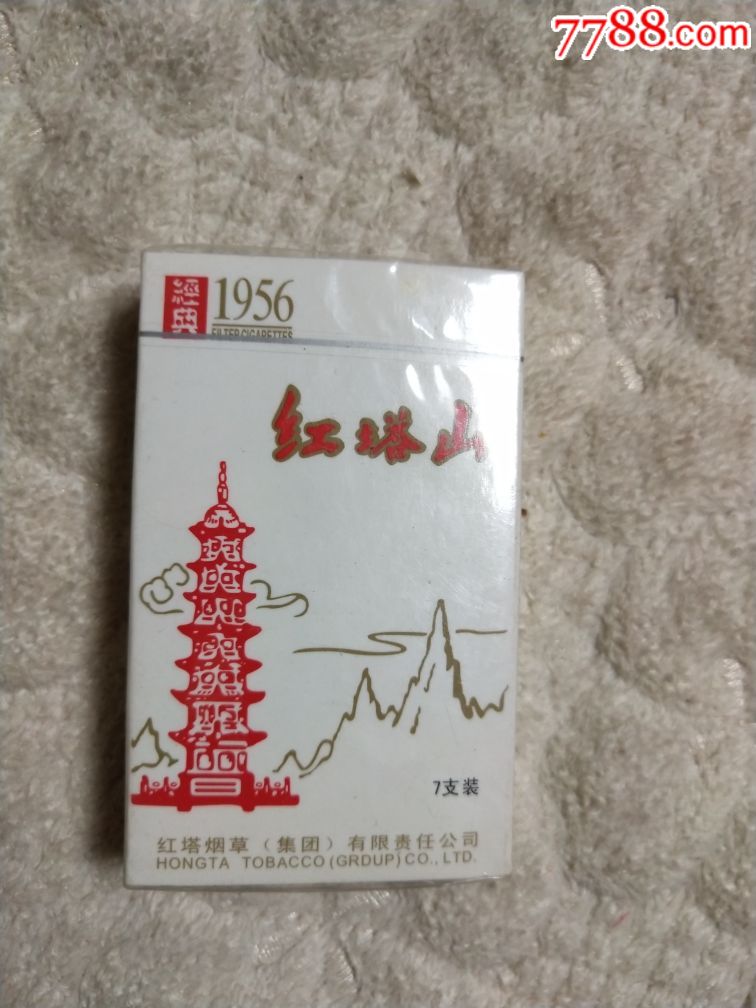 7788.com
經典 1956
FILTER CIGARETTES
红塔山
7支装
红塔烟草（集团）有限责任公司
HONGTA TOBACCO (GRDUP) CO., LTD.